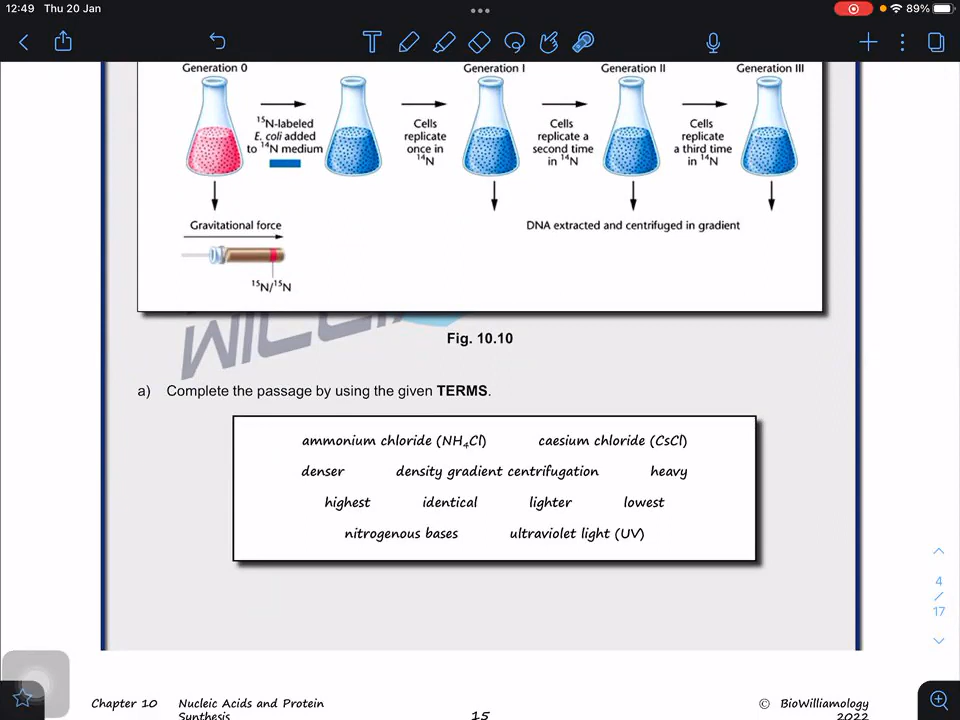 12:49 Thu 20 Jan
89%
Generation 0
Generation I
Generation II
Generation III
¹⁵N-labeled
E. coli added
to ¹⁴N medium
Cells
replicate
once in
¹⁴N
Cells
replicate a
second time
in ¹⁴N
Cells
replicate
a third time
in ¹⁴N
Gravitational force
DNA extracted and centrifuged in gradient
¹⁵N/¹⁵N
Fig. 10.10
a) Complete the passage by using the given TERMS.
ammonium chloride (NH₄Cl) caesium chloride (CsCl)
denser density gradient centrifugation heavy
highest identical lighter lowest
nitrogenous bases ultraviolet light (UV)
4
/
17
Chapter 10 Nucleic Acids and Protein
Synthesis
15
© BioWilliamology
2022